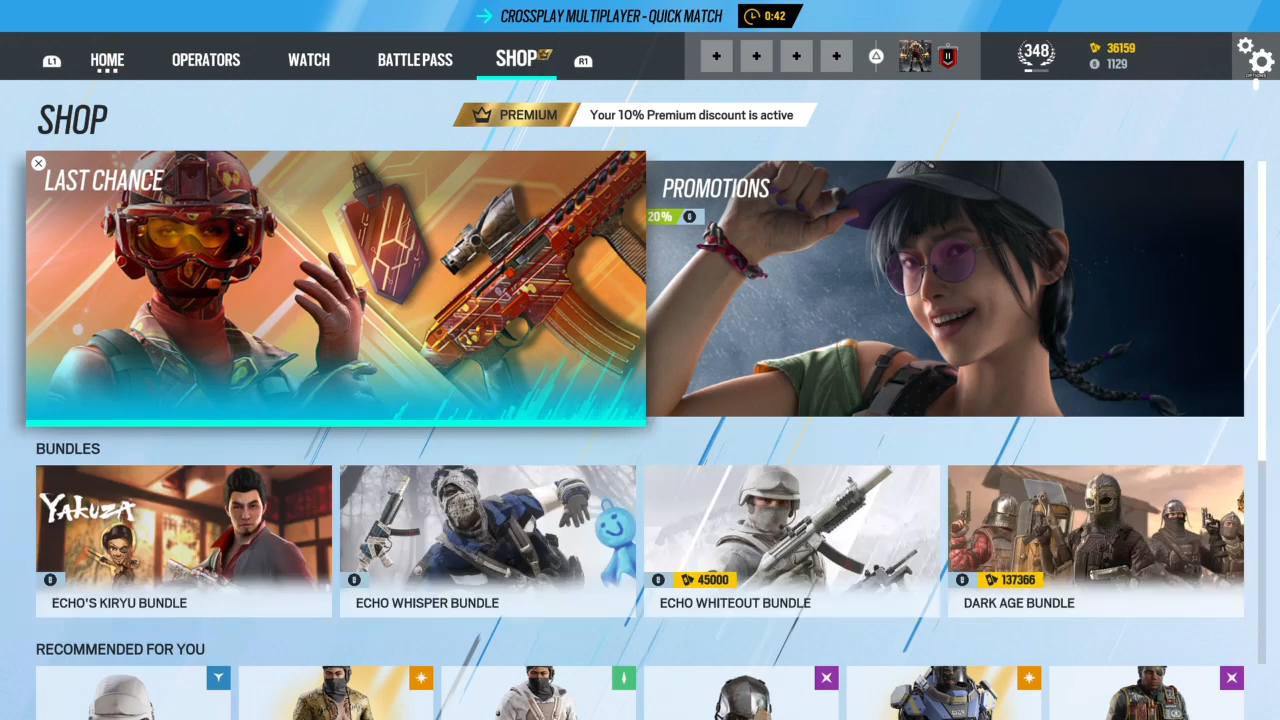 CROSSPLAY MULTIPLAYER - QUICK MATCH 0:42
L1 HOME OPERATORS WATCH BATTLE PASS SHOP R1
348
36159
1129
OPTIONS
SHOP
PREMIUM Your 10% Premium discount is active
LAST CHANCE
PROMOTIONS
20%
BUNDLES
YAKUZA
45000
137366
ECHO'S KIRYU BUNDLE
ECHO WHISPER BUNDLE
ECHO WHITEOUT BUNDLE
DARK AGE BUNDLE
RECOMMENDED FOR YOU